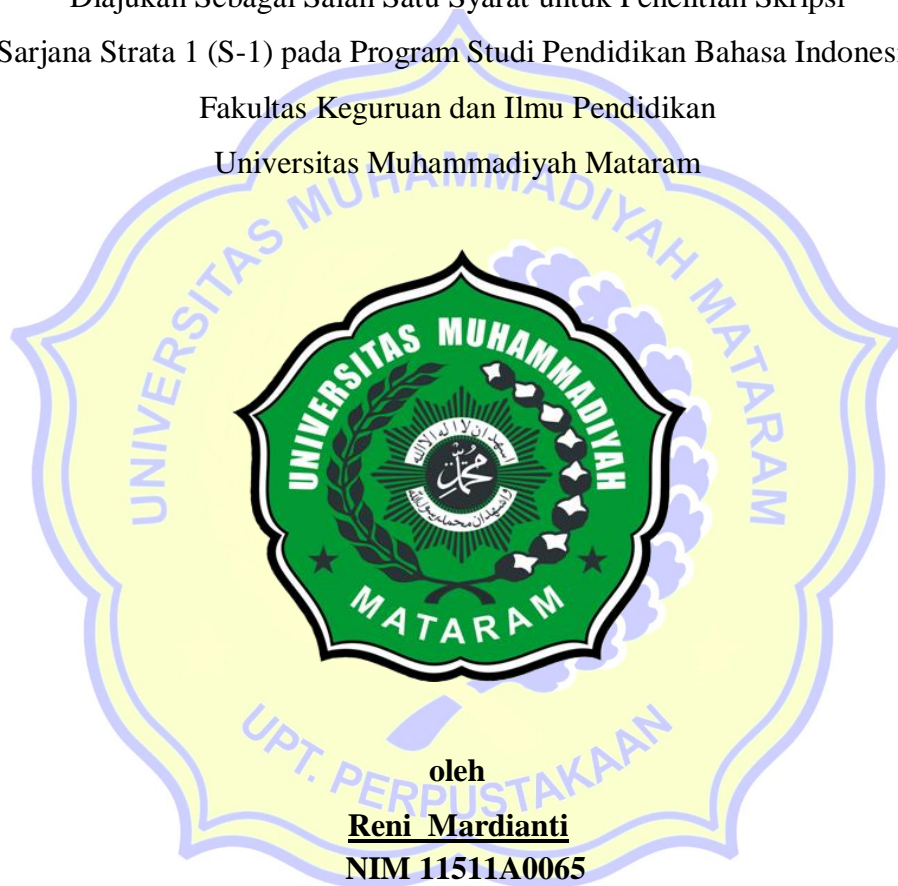 Diajukan Sebagai Salah Satu Syarat untuk Penelitian Skripsi
Sarjana Strata 1 (S-1) pada Program Studi Pendidikan Bahasa Indonesi
Fakultas Keguruan dan Ilmu Pendidikan
Universitas Muhammadiyah Mataram
UNIVERSITAS MUHAMMADIYAH MATARAM
UNIVERSITAS MUHAMMADIYAH
MATARAM
UPT. PERPUSTAKAAN
oleh
Reni Mardianti
NIM 11511A0065